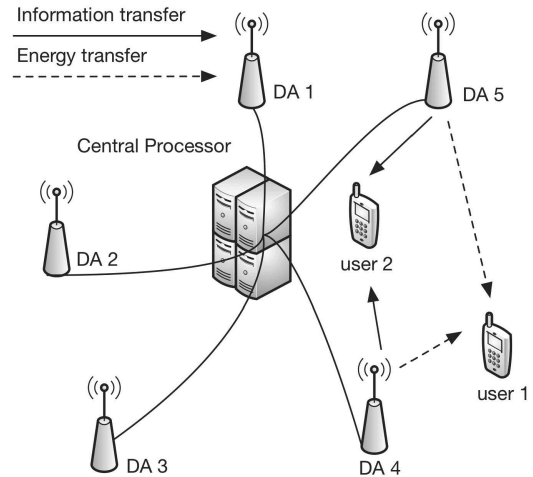 Information transfer
Energy transfer
DA 1
DA 5
Central Processor
DA 2
user 2
user 1
DA 3
DA 4